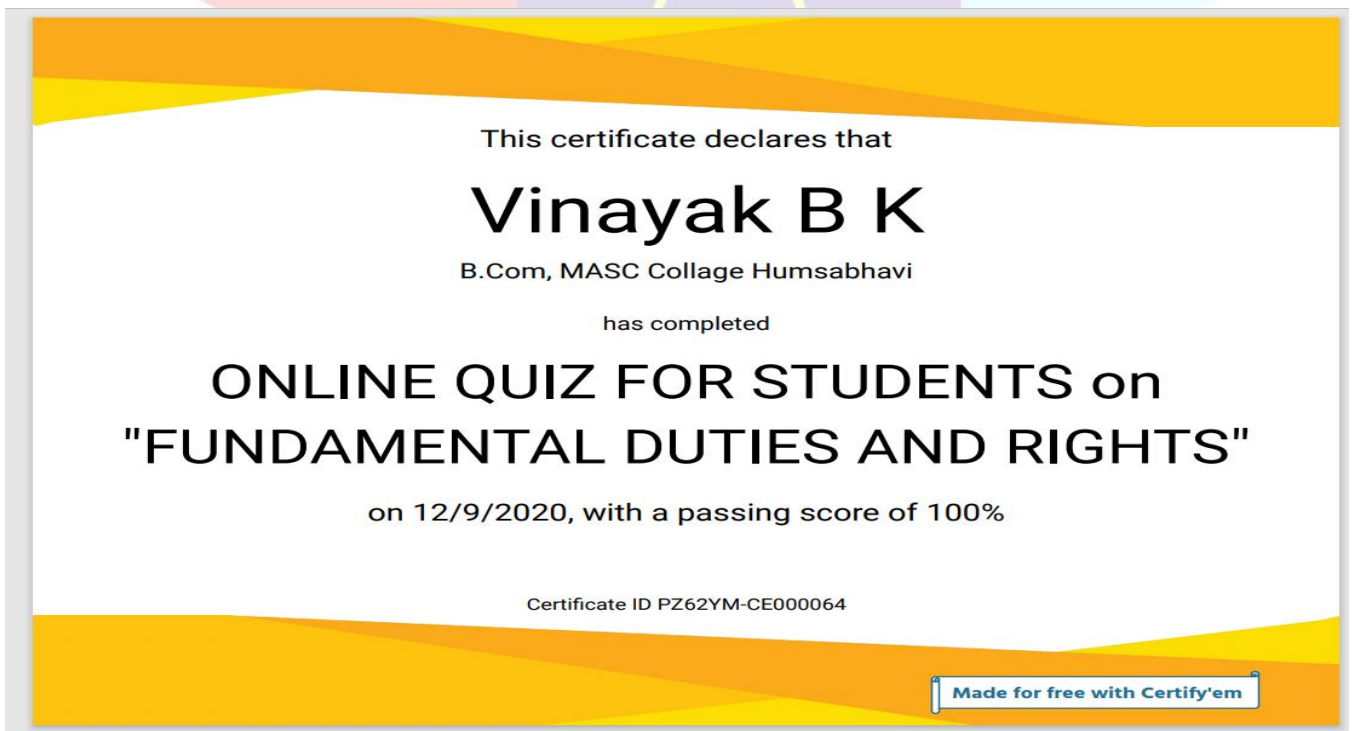 This certificate declares that
Vinayak B K
B.Com, MASC Collage Humsabhavi
has completed
ONLINE QUIZ FOR STUDENTS on
"FUNDAMENTAL DUTIES AND RIGHTS"
on 12/9/2020, with a passing score of 100%
Certificate ID PZ62YM-CE000064
Made for free with Certify'em